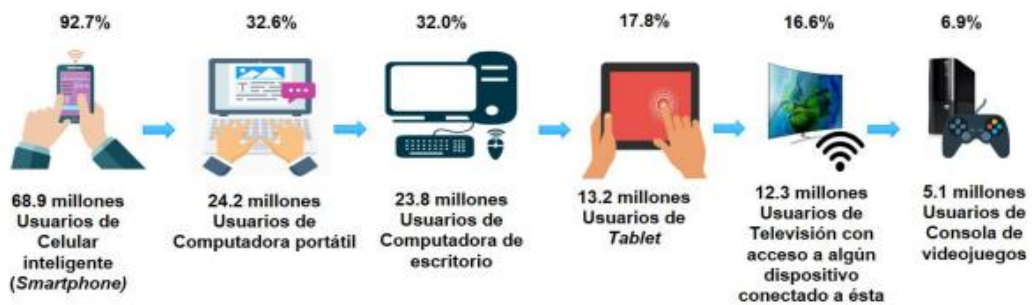 92.7%
32.6%
32.0%
17.8%
16.6%
6.9%
68.9 millones
Usuarios de
Celular
inteligente
(Smartphone)
24.2 millones
Usuarios de
Computadora portátil
23.8 millones
Usuarios de
Computadora de
escritorio
13.2 millones
Usuarios de
Tablet
12.3 millones
Usuarios de
Televisión con
acceso a algún
dispositivo
conectado a ésta
5.1 millones
Usuarios de
Consola de
videojuegos